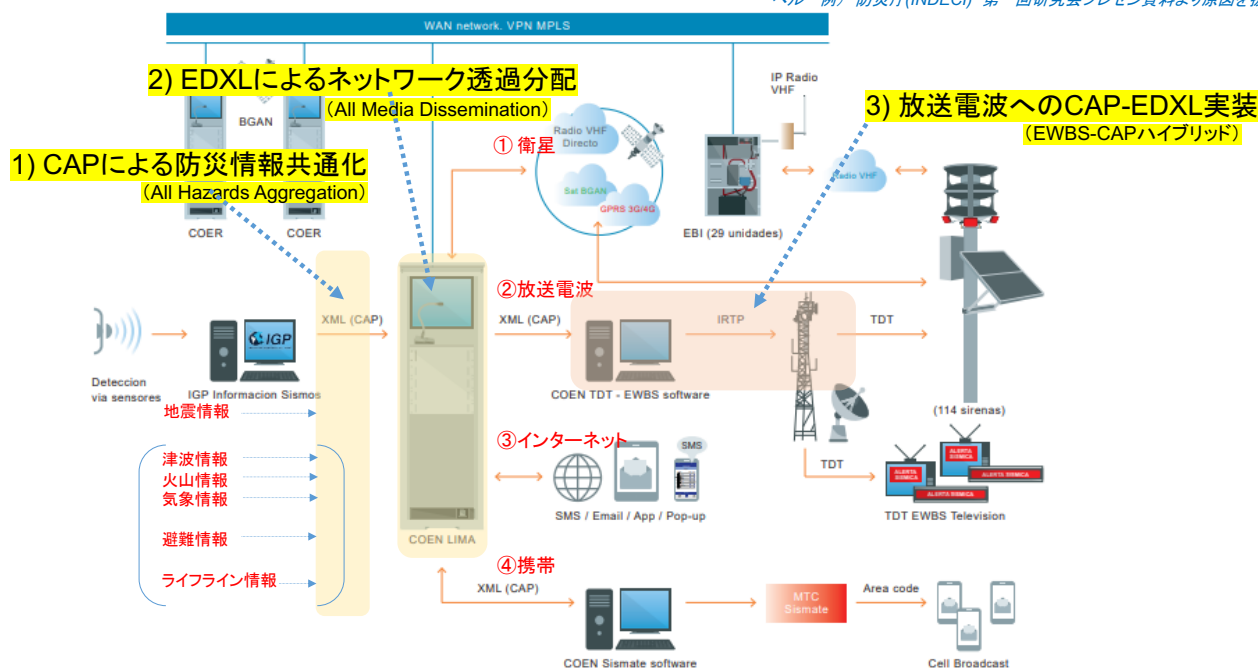 WAN network. VPN MPLS
2) EDXLによるネットワーク透過分配
(All Media Dissemination)
IP Radio
VHF
3) 放送電波へのCAP-EDXL実装
(EWBS-CAPハイブリッド)
BGAN
Radio VHF
Directo
①衛星
1) CAPによる防災情報共通化
(All Hazards Aggregation)
Sat BGAN
GPRS 3G/4G
Radio VHF
COER
COER
EBI (29 unidades)
②放送電波
XML (CAP)
XML (CAP)
IRTP
TDT
IGP
Deteccion
via sensores
IGP Informacion Sismos
COEN TDT - EWBS software
(114 sirenas)
地震情報
③インターネット
SMS
津波情報
火山情報
気象情報
TDT
ALERTA
SISMICA
ALERTA
SISMICA
ALERTA SISMICA
ALERTA SISMICA
SMS / Email / App / Pop-up
TDT EWBS Television
避難情報
COEN LIMA
④携帯
ライフライン情報
XML (CAP)
MTC
Sismate
Area code
COEN Sismate software
Cell Broadcast